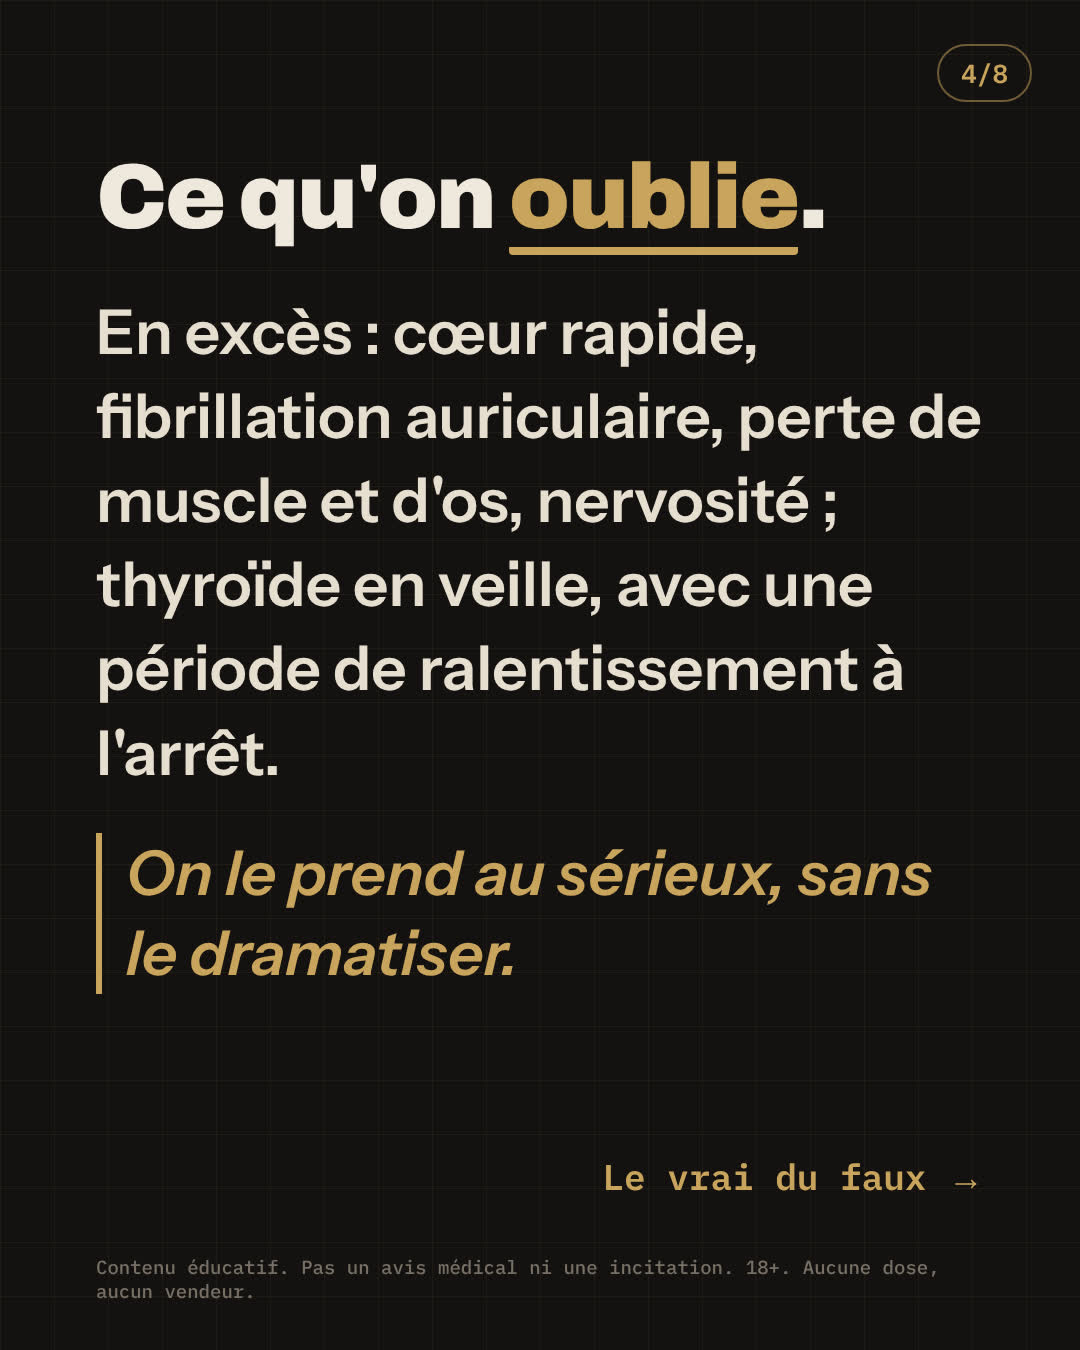 4/8
Ce qu'on oublie.
En excès : cœur rapide,
fibrillation auriculaire, perte de
muscle et d'os, nervosité ;
thyroïde en veille, avec une
période de ralentissement à
l'arrêt.
On le prend au sérieux, sans
le dramatiser.
Le vrai du faux →
Contenu éducatif. Pas un avis médical ni une incitation. 18+. Aucune dose,
aucun vendeur.